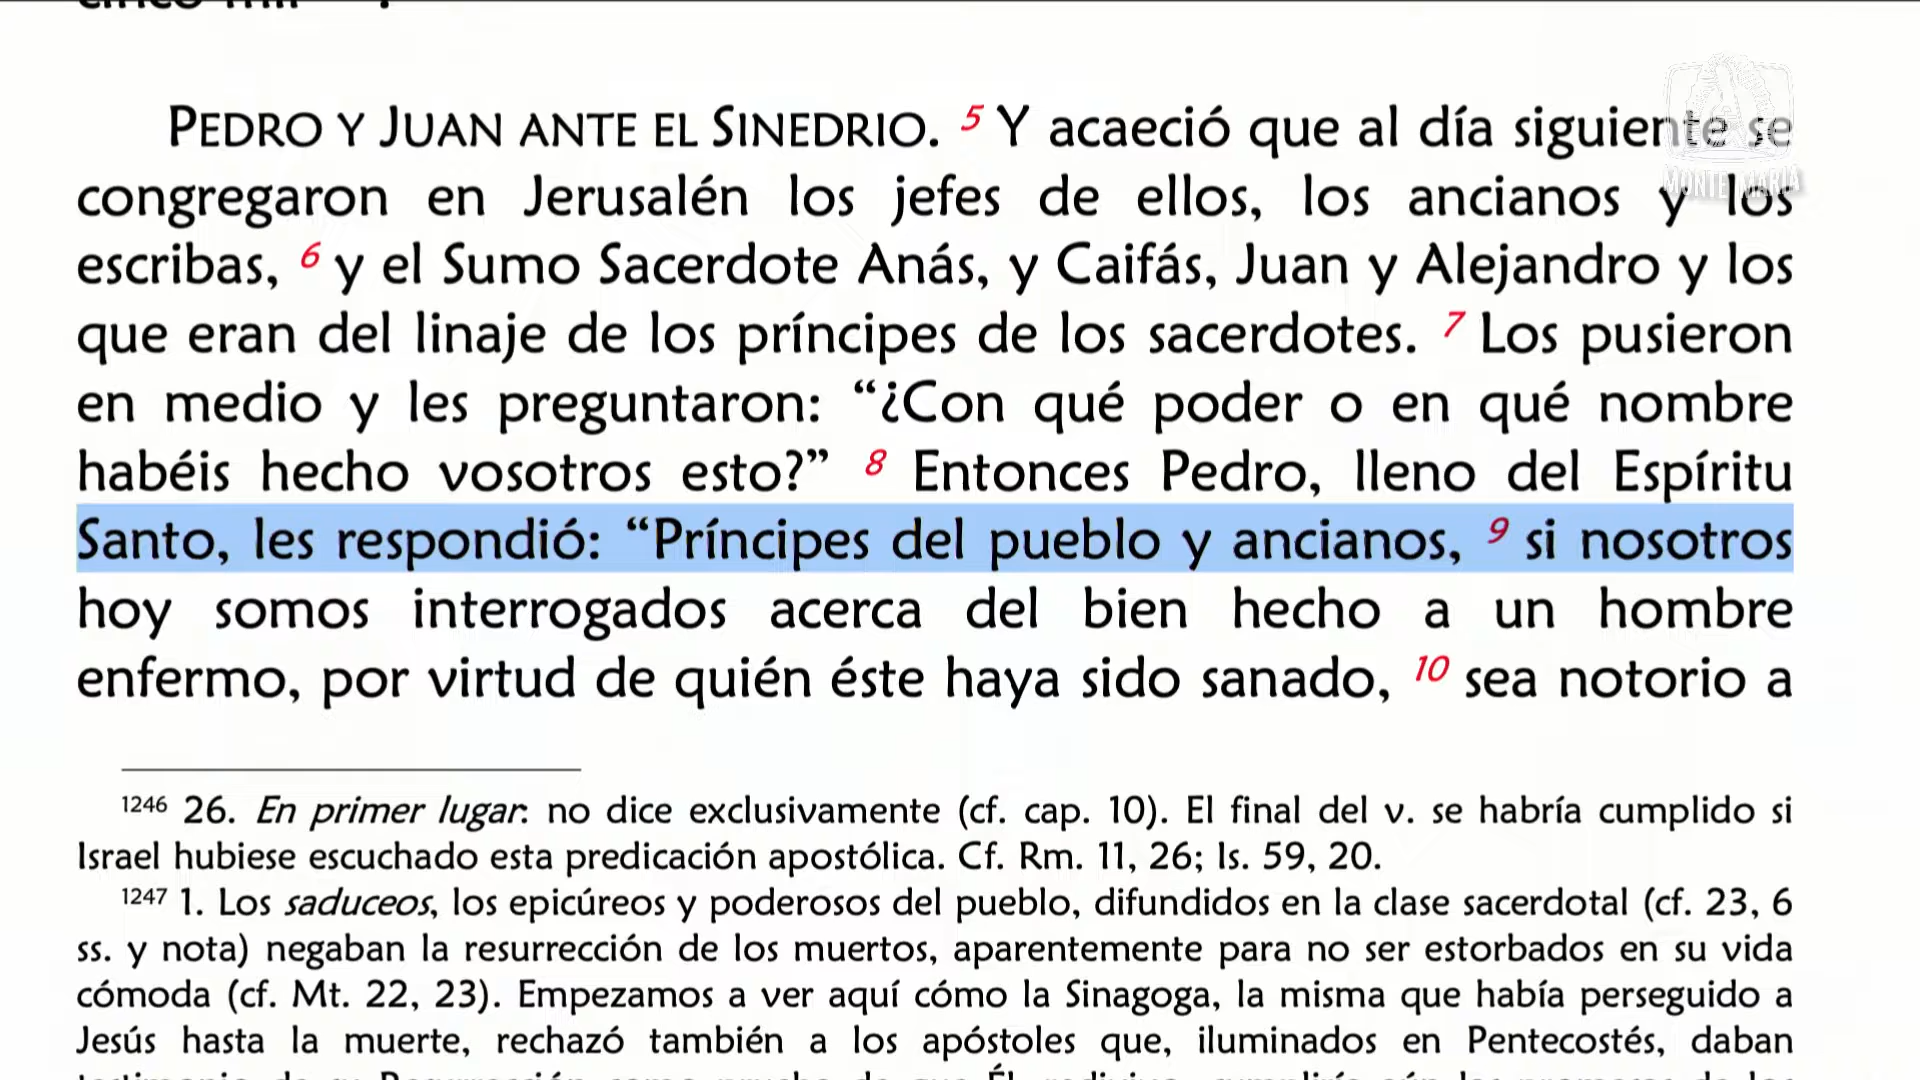 PEDRO Y JUAN ANTE EL SINEDRIO. 5 Y acaeció que al día siguiente se
congregaron en Jerusalén los jefes de ellos, los ancianos y los
escribas, 6 y el Sumo Sacerdote Anás, y Caifás, Juan y Alejandro y los
que eran del linaje de los príncipes de los sacerdotes. 7 Los pusieron
en medio y les preguntaron: “¿Con qué poder o en qué nombre
habéis hecho vosotros esto?” 8 Entonces Pedro, lleno del Espíritu
Santo, les respondió: “Príncipes del pueblo y ancianos, 9 si nosotros
hoy somos interrogados acerca del bien hecho a un hombre
enfermo, por virtud de quién éste haya sido sanado, 10 sea notorio a
1246 26. En primer lugar: no dice exclusivamente (cf. cap. 10). El final del v. se habría cumplido si
Israel hubiese escuchado esta predicación apostólica. Cf. Rm. 11, 26; Is. 59, 20.
1247 1. Los saduceos, los epicúreos y poderosos del pueblo, difundidos en la clase sacerdotal (cf. 23, 6
ss. y nota) negaban la resurrección de los muertos, aparentemente para no ser estorbados en su vida
cómoda (cf. Mt. 22, 23). Empezamos a ver aquí cómo la Sinagoga, la misma que había perseguido a
Jesús hasta la muerte, rechazó también a los apóstoles que, iluminados en Pentecostés, daban
MONTE MARIA